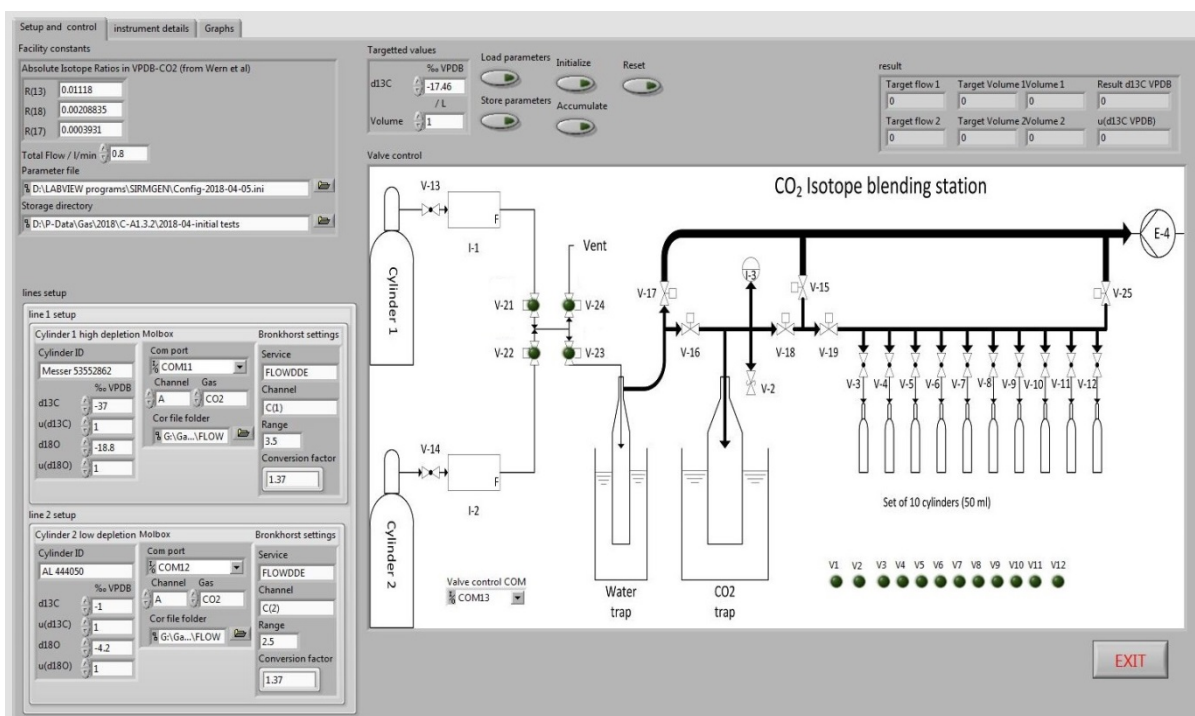 Setup and control
instrument details
Graphs
Facility constants
Absolute Isotope Ratios in VPDB-CO2 (from Wern et al)
R(13) 0.01118
R(18) 0.00208835
R(17) 0.0003931
Total Flow / l/min 0.8
Parameter file
D:\LABVIEW programs\SIRMGEN\Config-2018-04-05.ini
Storage directory
D:\P-Data\Gas\2018\C-A1.3.2\2018-04-initial tests
Targetted values
‰ VPDB
d13C -17.46
/ L
Volume 1
Load parameters
Initialize
Reset
Store parameters
Accumulate
result
Target flow 1 Target Volume 1 Volume 1 Result d13C VPDB
0 0 0 0
Target flow 2 Target Volume 2 Volume 2 u(d13C VPDB)
0 0 0 0
lines setup
line 1 setup
Cylinder 1 high depletion Molbox Bronkhorst settings
Cylinder ID
Messer 53552862
‰ VPDB
d13C -37
u(d13C) 1
d18O -18.8
u(d18O) 1
Com port
COM11
Channel Gas
A CO2
Cor file folder
G:\Ga...\FLOW
Service
FLOWDDE
Channel
C(1)
Range
3.5
Conversion factor
1.37
line 2 setup
Cylinder 2 low depletion Molbox Bronkhorst settings
Cylinder ID
AL 444050
‰ VPDB
d13C -1
u(d13C) 1
d18O -4.2
u(d18O) 1
Com port
COM12
Channel Gas
A CO2
Cor file folder
G:\Ga...\FLOW
Service
FLOWDDE
Channel
C(2)
Range
2.5
Conversion factor
1.37
Valve control
CO₂ Isotope blending station
V-13
F
I-1
Cylinder 1
Vent
V-21
V-24
V-22
V-23
V-14
F
I-2
Cylinder 2
V-17
V-16
I-3
V-15
V-18
V-19
V-2
V-25
E-4
V-3 V-4 V-5 V-6 V-7 V-8 V-9 V-10 V-11 V-12
Set of 10 cylinders (50 ml)
Water
trap
CO2
trap
Valve control COM
COM13
V1 V2 V3 V4 V5 V6 V7 V8 V9 V10 V11 V12
EXIT